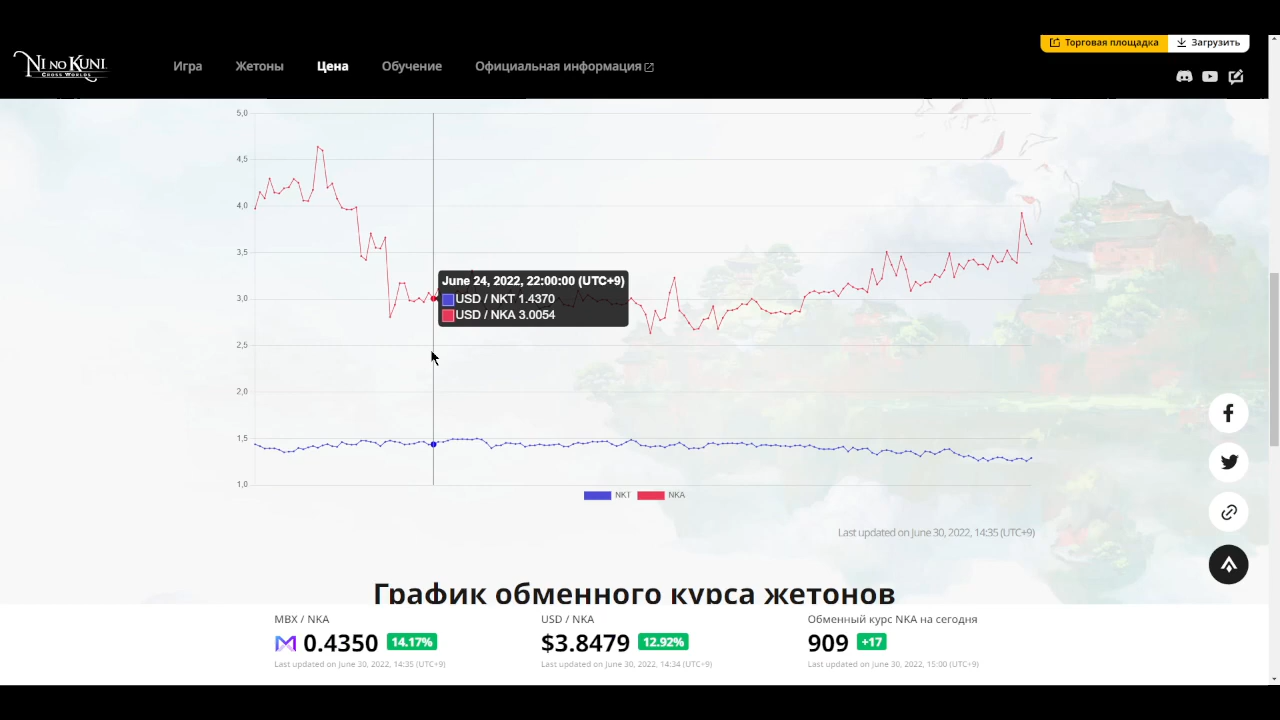 Торговая площадка
Загрузить
NI NO KUNI
CROSS WORLDS
Игра
Жетоны
Цена
Обучение
Официальная информация
5,0
4,5
4,0
3,5
3,0
2,5
2,0
1,5
1,0
June 24, 2022, 22:00:00 (UTC+9)
USD / NKT 1.4370
USD / NKA 3.0054
NKT
NKA
Last updated on June 30, 2022, 14:35 (UTC+9)
График обменного курса жетонов
MBX / NKA
0.4350
14.17%
Last updated on June 30, 2022, 14:35 (UTC+9)
USD / NKA
$3.8479
12.92%
Last updated on June 30, 2022, 14:34 (UTC+9)
Обменный курс NKA на сегодня
909
+17
Last updated on June 30, 2022, 15:00 (UTC+9)